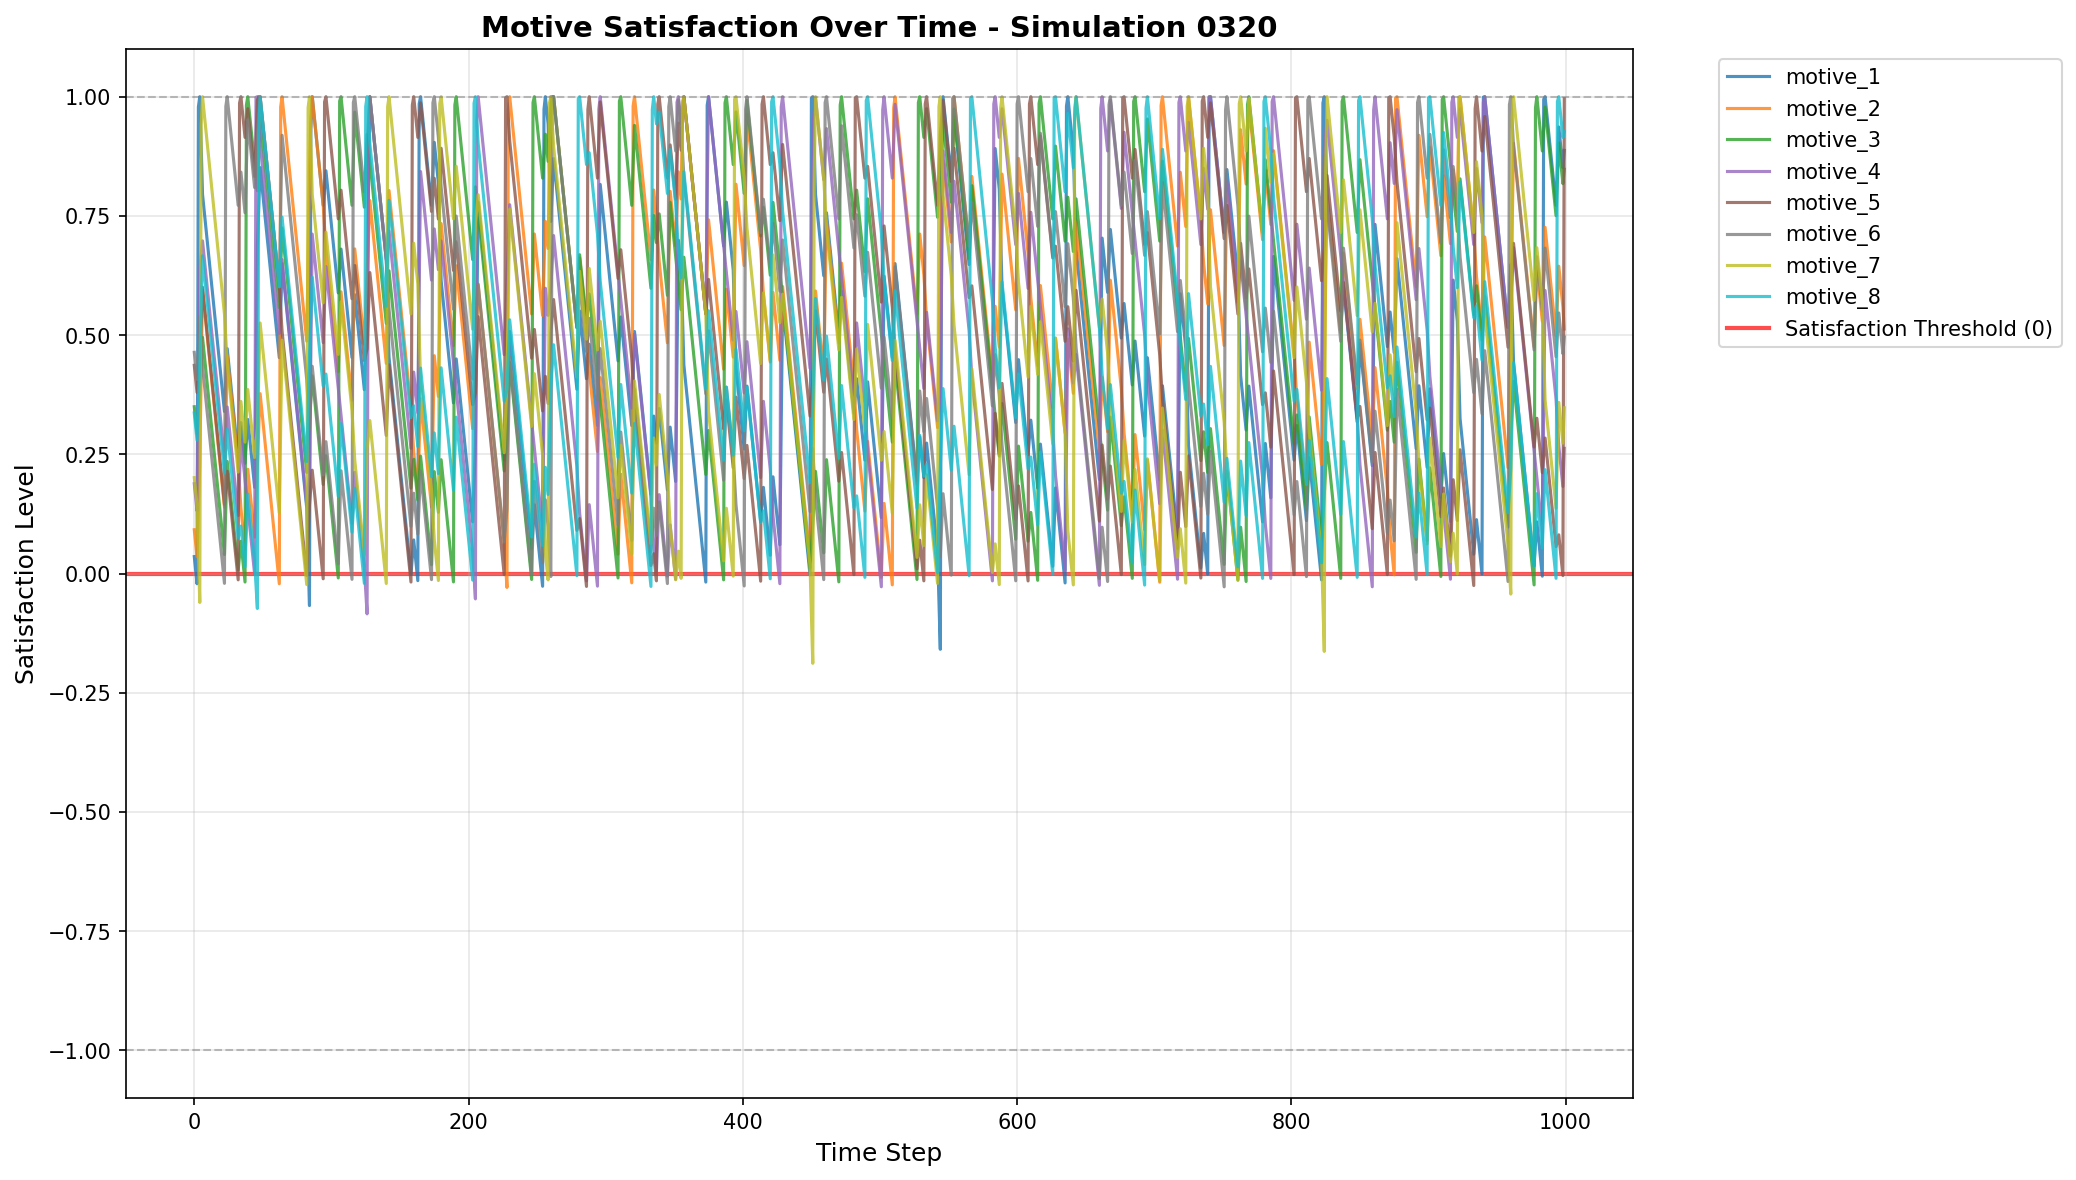 Motive Satisfaction Over Time - Simulation 0320
1.00
0.75
0.50
0.25
0.00
−0.25
−0.50
−0.75
−1.00
Satisfaction Level
0
200
400
600
800
1000
Time Step
motive_1
motive_2
motive_3
motive_4
motive_5
motive_6
motive_7
motive_8
Satisfaction Threshold (0)